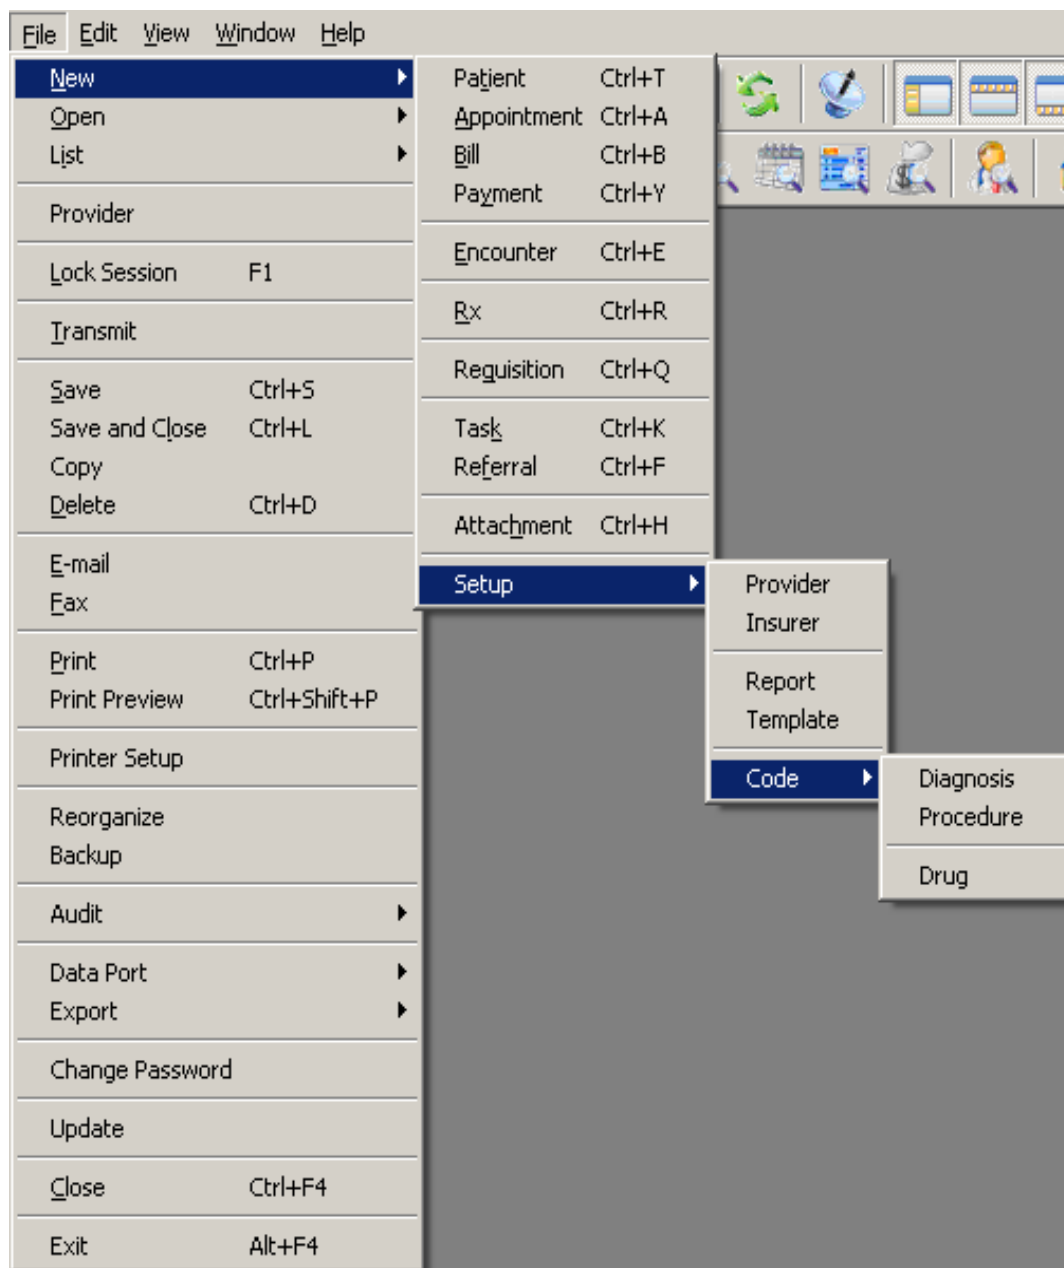 File Edit View Window Help
New
Open
List
Provider
Lock Session F1
Transmit
Save Ctrl+S
Save and Close Ctrl+L
Copy
Delete Ctrl+D
E-mail
Fax
Print Ctrl+P
Print Preview Ctrl+Shift+P
Printer Setup
Reorganize
Backup
Audit
Data Port
Export
Change Password
Update
Close Ctrl+F4
Exit Alt+F4
Patient Ctrl+T
Appointment Ctrl+A
Bill Ctrl+B
Payment Ctrl+Y
Encounter Ctrl+E
Rx Ctrl+R
Requisition Ctrl+Q
Task Ctrl+K
Referral Ctrl+F
Attachment Ctrl+H
Setup
Provider
Insurer
Report
Template
Code
Diagnosis
Procedure
Drug